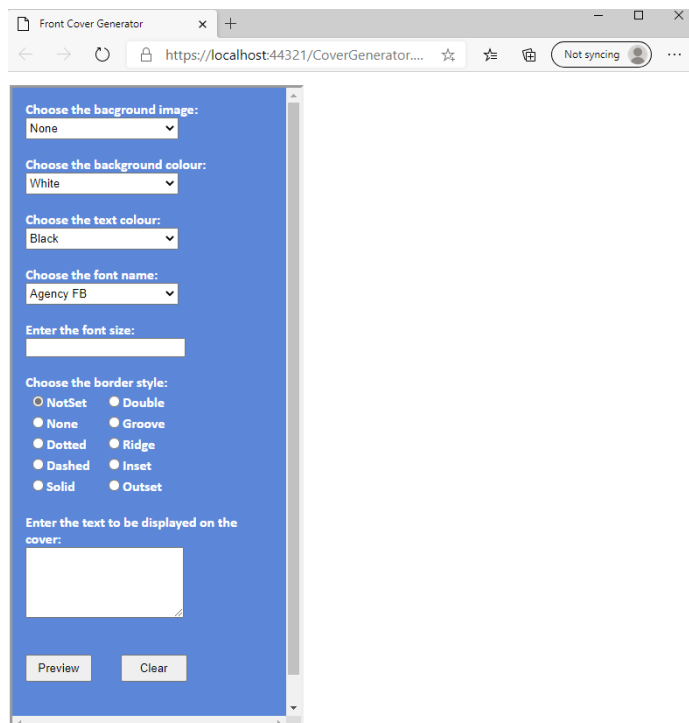 Front Cover Generator
https://localhost:44321/CoverGenerator....
Not syncing
Choose the bacground image:
None
Choose the background colour:
White
Choose the text colour:
Black
Choose the font name:
Agency FB
Enter the font size:
Choose the border style:
NotSet Double
None Groove
Dotted Ridge
Dashed Inset
Solid Outset
Enter the text to be displayed on the
cover:
Preview Clear